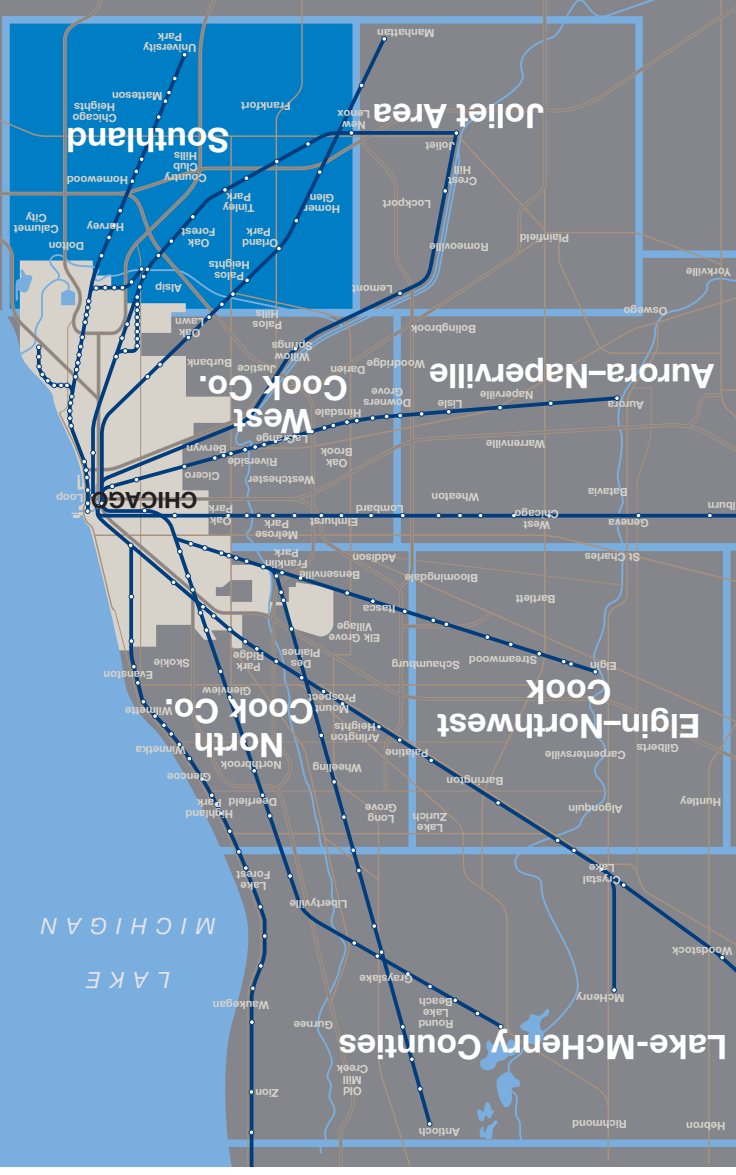 Hebron
Richmond
Antioch
Old
Mill
Creek
Zion
Lake-McHenry Counties
Round
Lake
Beach
Gurnee
McHenry
Waukegan
Grayslake
LAKE
MICHIGAN
Woodstock
Libertyville
Crystal
Lake
Lake
Forest
Huntley
Algonquin
Lake
Zurich
Long
Grove
Highland
Park
Deerfield
Barrington
Glencoe
Wheeling
Northbrook
Carpentersville
Gilberts
Palatine
Winnetka
Arlington
Heights
North
Cook Co.
Elgin–Northwest
Cook
Mount
Prospect
Wilmette
Glenview
Evanston
Elgin
Streamwood
Schaumburg
Des
Plaines
Park
Ridge
Skokie
Elk Grove
Village
Itasca
Bartlett
Bloomingdale
Bensenville
Franklin
Park
St Charles
Addison
Melrose
Park
Geneva
West
Chicago
Lombard
Elmhurst
Oak
Park
lburn
CHICAGO
Loop
Batavia
Wheaton
Westchester
Cicero
Oak
Brook
Riverside
Berwyn
Warrenville
LaGrange
Hinsdale
West
Cook Co.
Aurora
Naperville
Lisle
Downers
Grove
Aurora–Naperville
Woodridge
Darien
Justice
Burbank
Willow
Springs
Bolingbrook
Palos
Hills
Oak
Lawn
Oswego
Lemont
Alsip
Yorkville
Palos
Heights
Romeoville
Plainfield
Orland
Park
Oak
Forest
Dolton
Harvey
Calumet
City
Lockport
Homer
Glen
Tinley
Park
Crest
Hill
Country
Club
Hills
Homewood
Joliet
Southland
New
Lenox
Joliet Area
Frankfort
Chicago
Heights
Matteson
University
Park
Manhattan